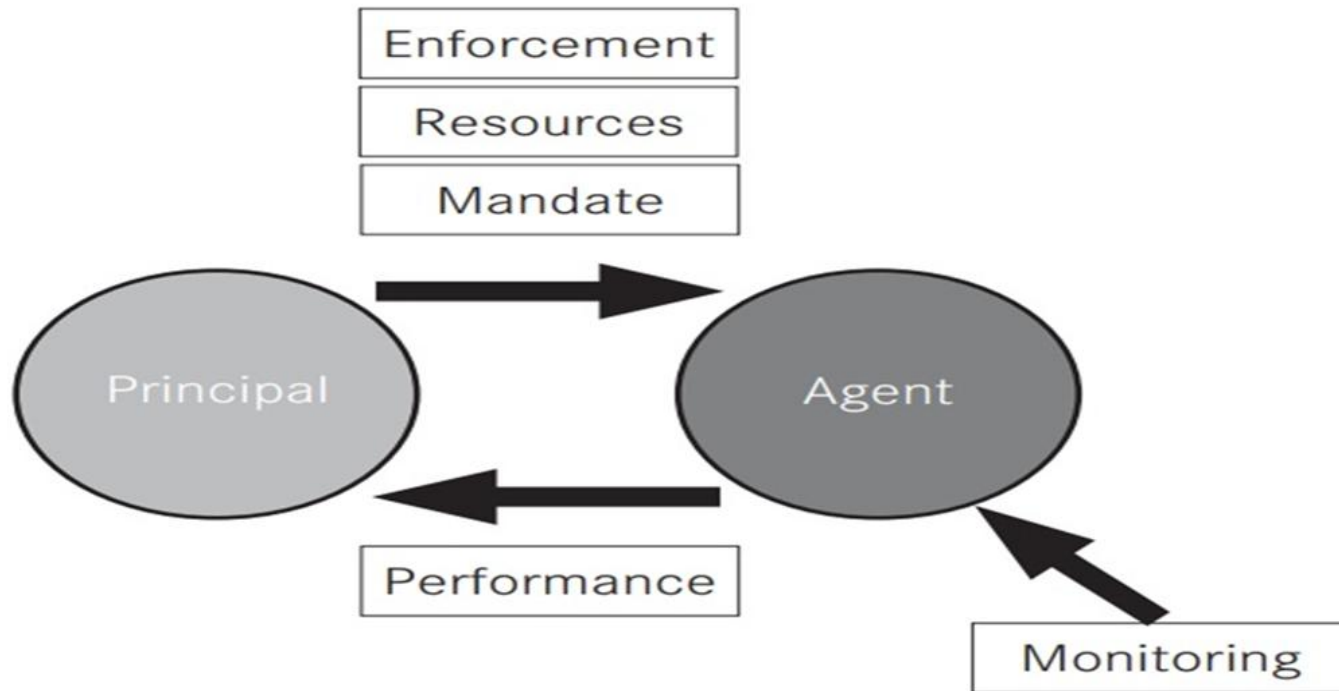 Enforcement
Resources
Mandate
Principal
Agent
Performance
Monitoring